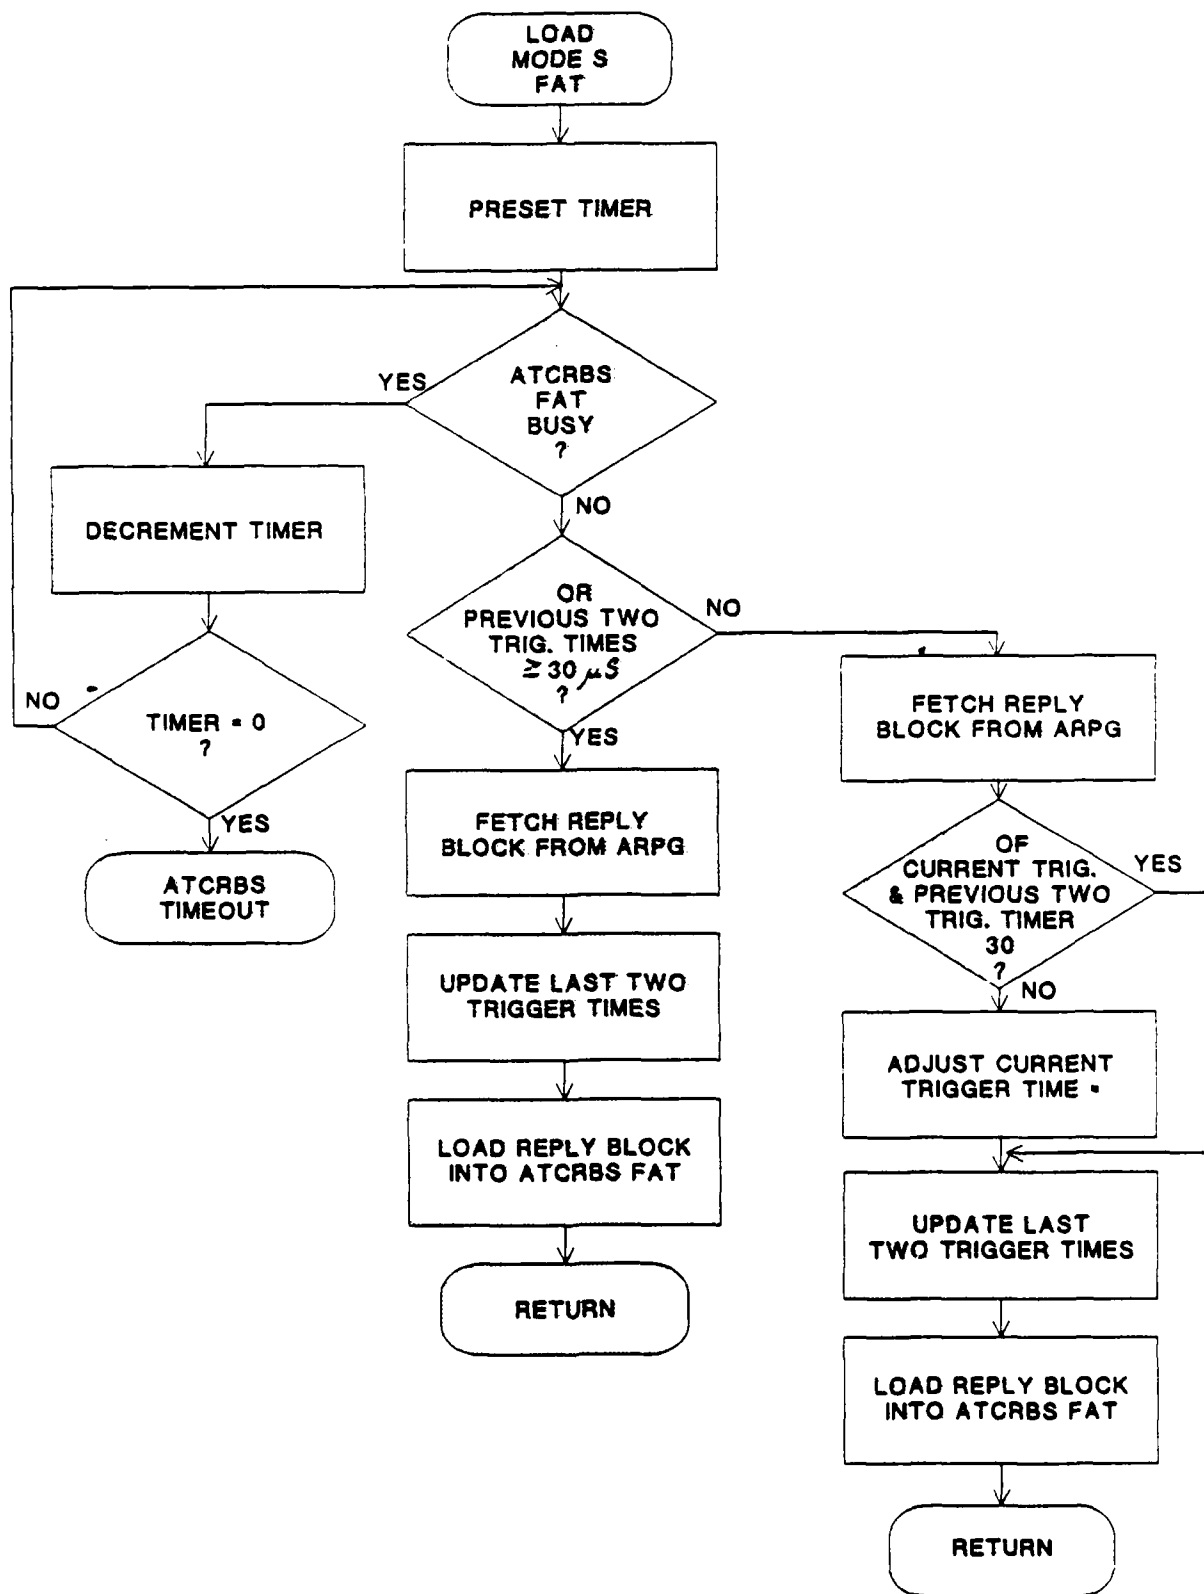 LOAD
MODE S
FAT
PRESET TIMER
YES
ATCRBS
FAT
BUSY
?
NO
DECREMENT TIMER
OR
PREVIOUS TWO
TRIG. TIMES
≥ 30 μS
?
NO
YES
NO
TIMER = 0
?
YES
ATCRBS
TIMEOUT
FETCH REPLY
BLOCK FROM ARPG
UPDATE LAST TWO
TRIGGER TIMES
LOAD REPLY BLOCK
INTO ATCRBS FAT
RETURN
FETCH REPLY
BLOCK FROM ARPG
OF
CURRENT TRIG.
& PREVIOUS TWO
TRIG. TIMER
30
?
YES
NO
ADJUST CURRENT
TRIGGER TIME
UPDATE LAST
TWO TRIGGER TIMES
LOAD REPLY BLOCK
INTO ATCRBS FAT
RETURN